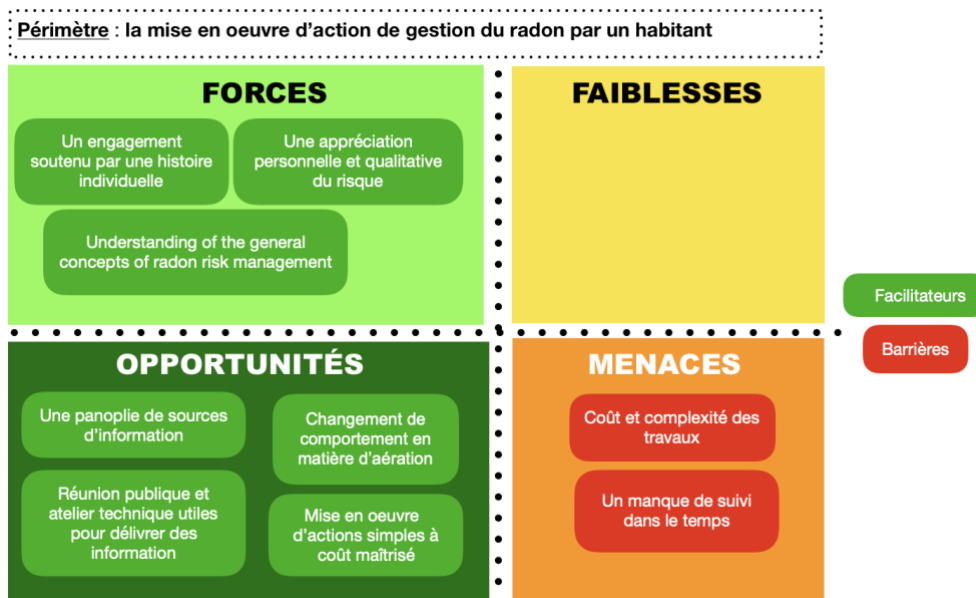 Périmètre : la mise en oeuvre d'action de gestion du radon par un habitant
FORCES
Un engagement
soutenu par une histoire
individuelle
Une appréciation
personnelle et qualitative
du risque
Understanding of the general
concepts of radon risk management
FAIBLESSES
Facilitateurs
Barrières
OPPORTUNITÉS
Une panoplie de sources
d'information
Changement de
comportement en
matière d'aération
Réunion publique et
atelier technique utiles
pour délivrer des
information
Mise en oeuvre
d'actions simples à
coût maîtrisé
MENACES
Coût et complexité des
travaux
Un manque de suivi
dans le temps